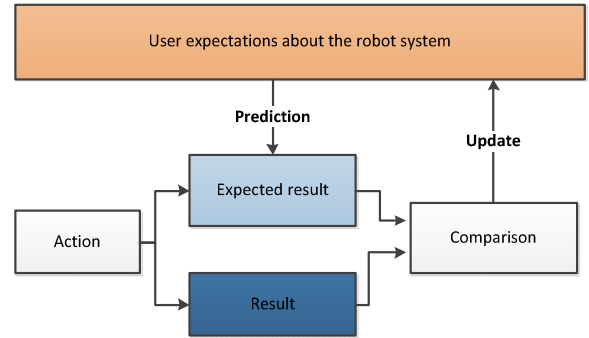 User expectations about the robot system
Prediction
Update
Expected result
Action
Comparison
Result